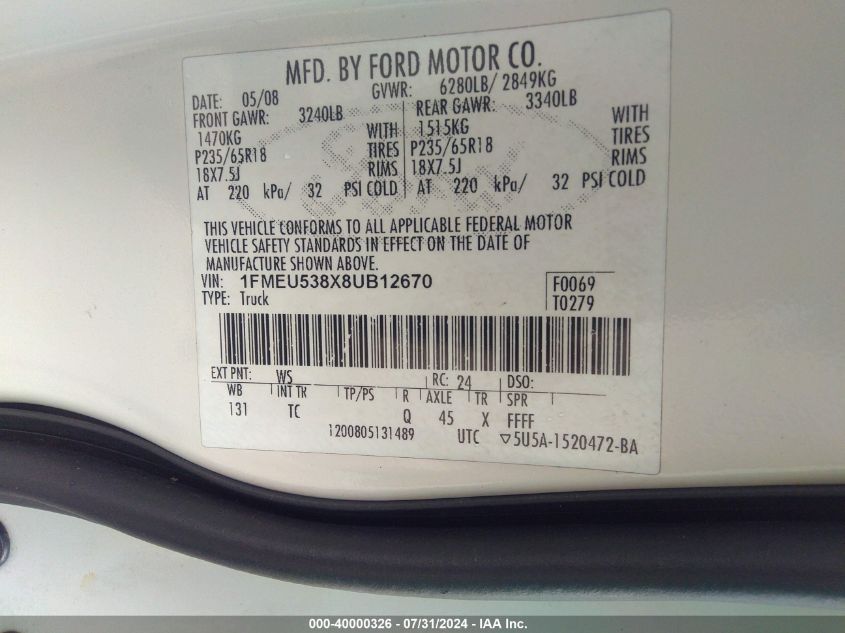 MFD. BY FORD MOTOR CO.
DATE: 05/08 GVWR: 6280LB/ 2849KG
FRONT GAWR: 3240LB REAR GAWR: 3340LB
1470KG WITH 1515KG WITH
P235/65R18 TIRES P235/65R18 TIRES
18X7.5J RIMS 18X7.5J RIMS
AT 220 kPa/ 32 PSI COLD AT 220 kPa/ 32 PSI COLD
THIS VEHICLE CONFORMS TO ALL APPLICABLE FEDERAL MOTOR
VEHICLE SAFETY STANDARDS IN EFFECT ON THE DATE OF
MANUFACTURE SHOWN ABOVE.
VIN: 1FMEU538X8UB12670 F0069
TYPE: Truck T0279
EXT PNT: WS RC: 24 DSO:
WB INT TR TP/PS R AXLE TR SPR
131 TC Q 45 X FFFF
1200805131489 UTC ▽5U5A-1520472-BA
000-40000326 - 07/31/2024 - IAA Inc.